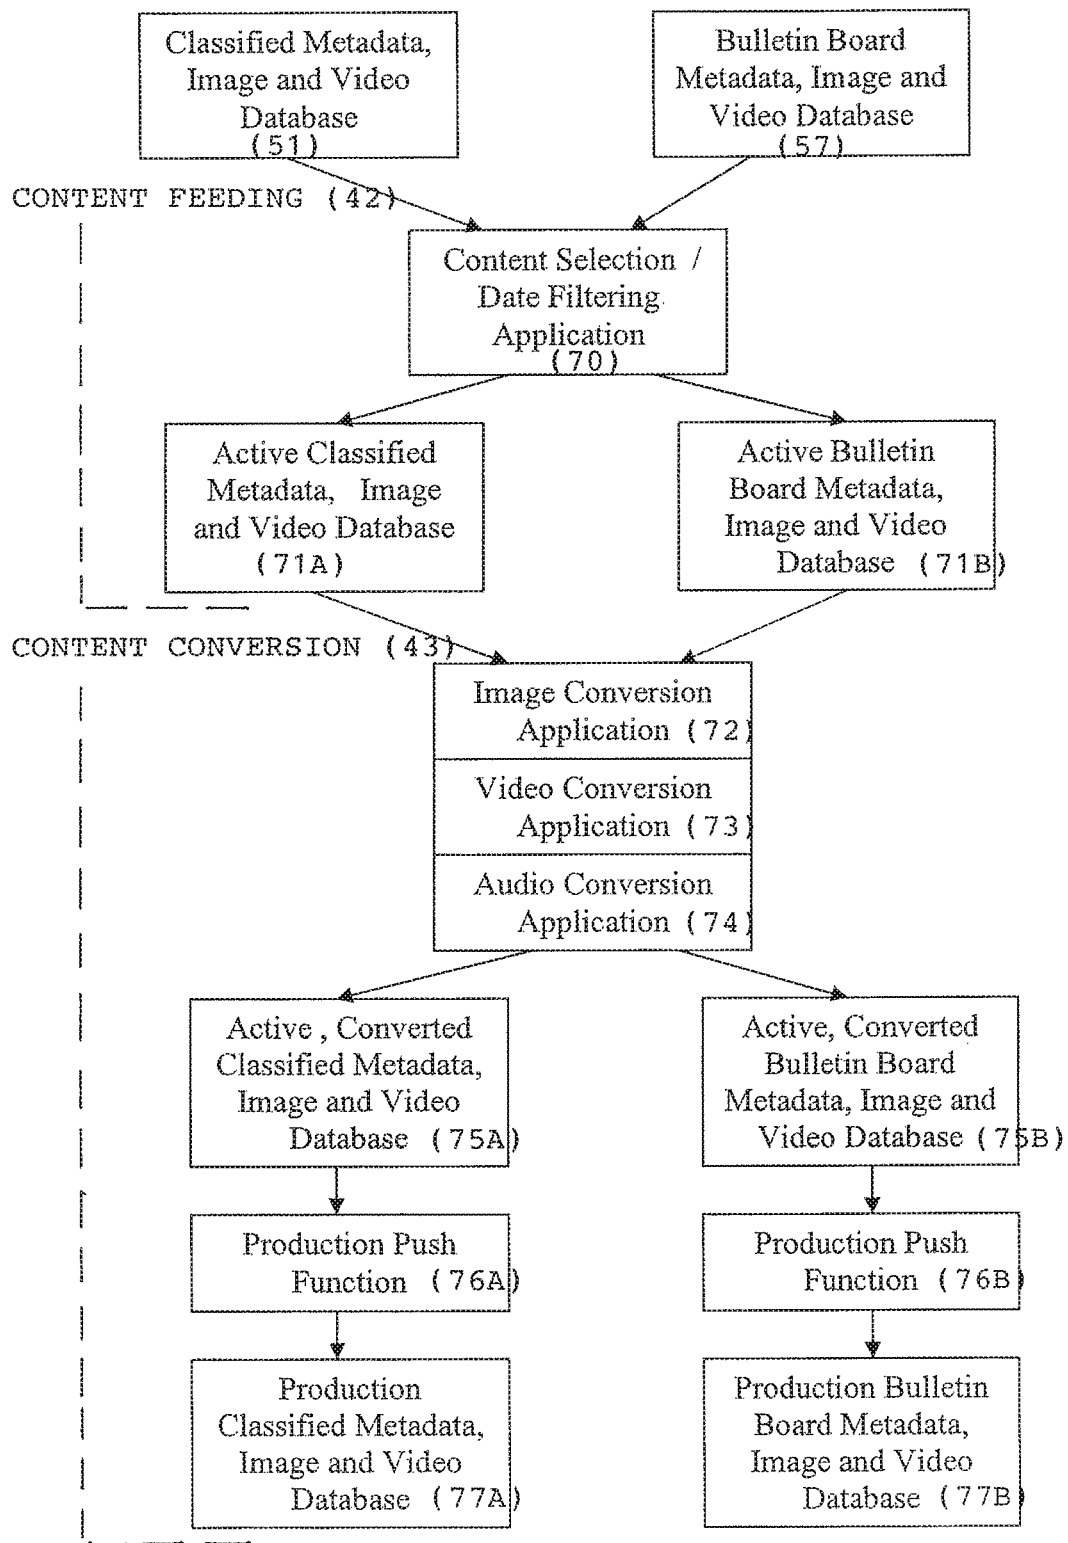 Classified Metadata,
Image and Video
Database
(51)
Bulletin Board
Metadata, Image and
Video Database
(57)
CONTENT FEEDING (42)
Content Selection /
Date Filtering
Application
(70)
Active Classified
Metadata, Image
and Video Database
(71A)
Active Bulletin
Board Metadata,
Image and Video
Database (71B)
CONTENT CONVERSION (43)
Image Conversion
Application (72)
Video Conversion
Application (73)
Audio Conversion
Application (74)
Active , Converted
Classified Metadata,
Image and Video
Database (75A)
Active, Converted
Bulletin Board
Metadata, Image and
Video Database (75B)
Production Push
Function (76A)
Production Push
Function (76B)
Production
Classified Metadata,
Image and Video
Database (77A)
Production Bulletin
Board Metadata,
Image and Video
Database (77B)